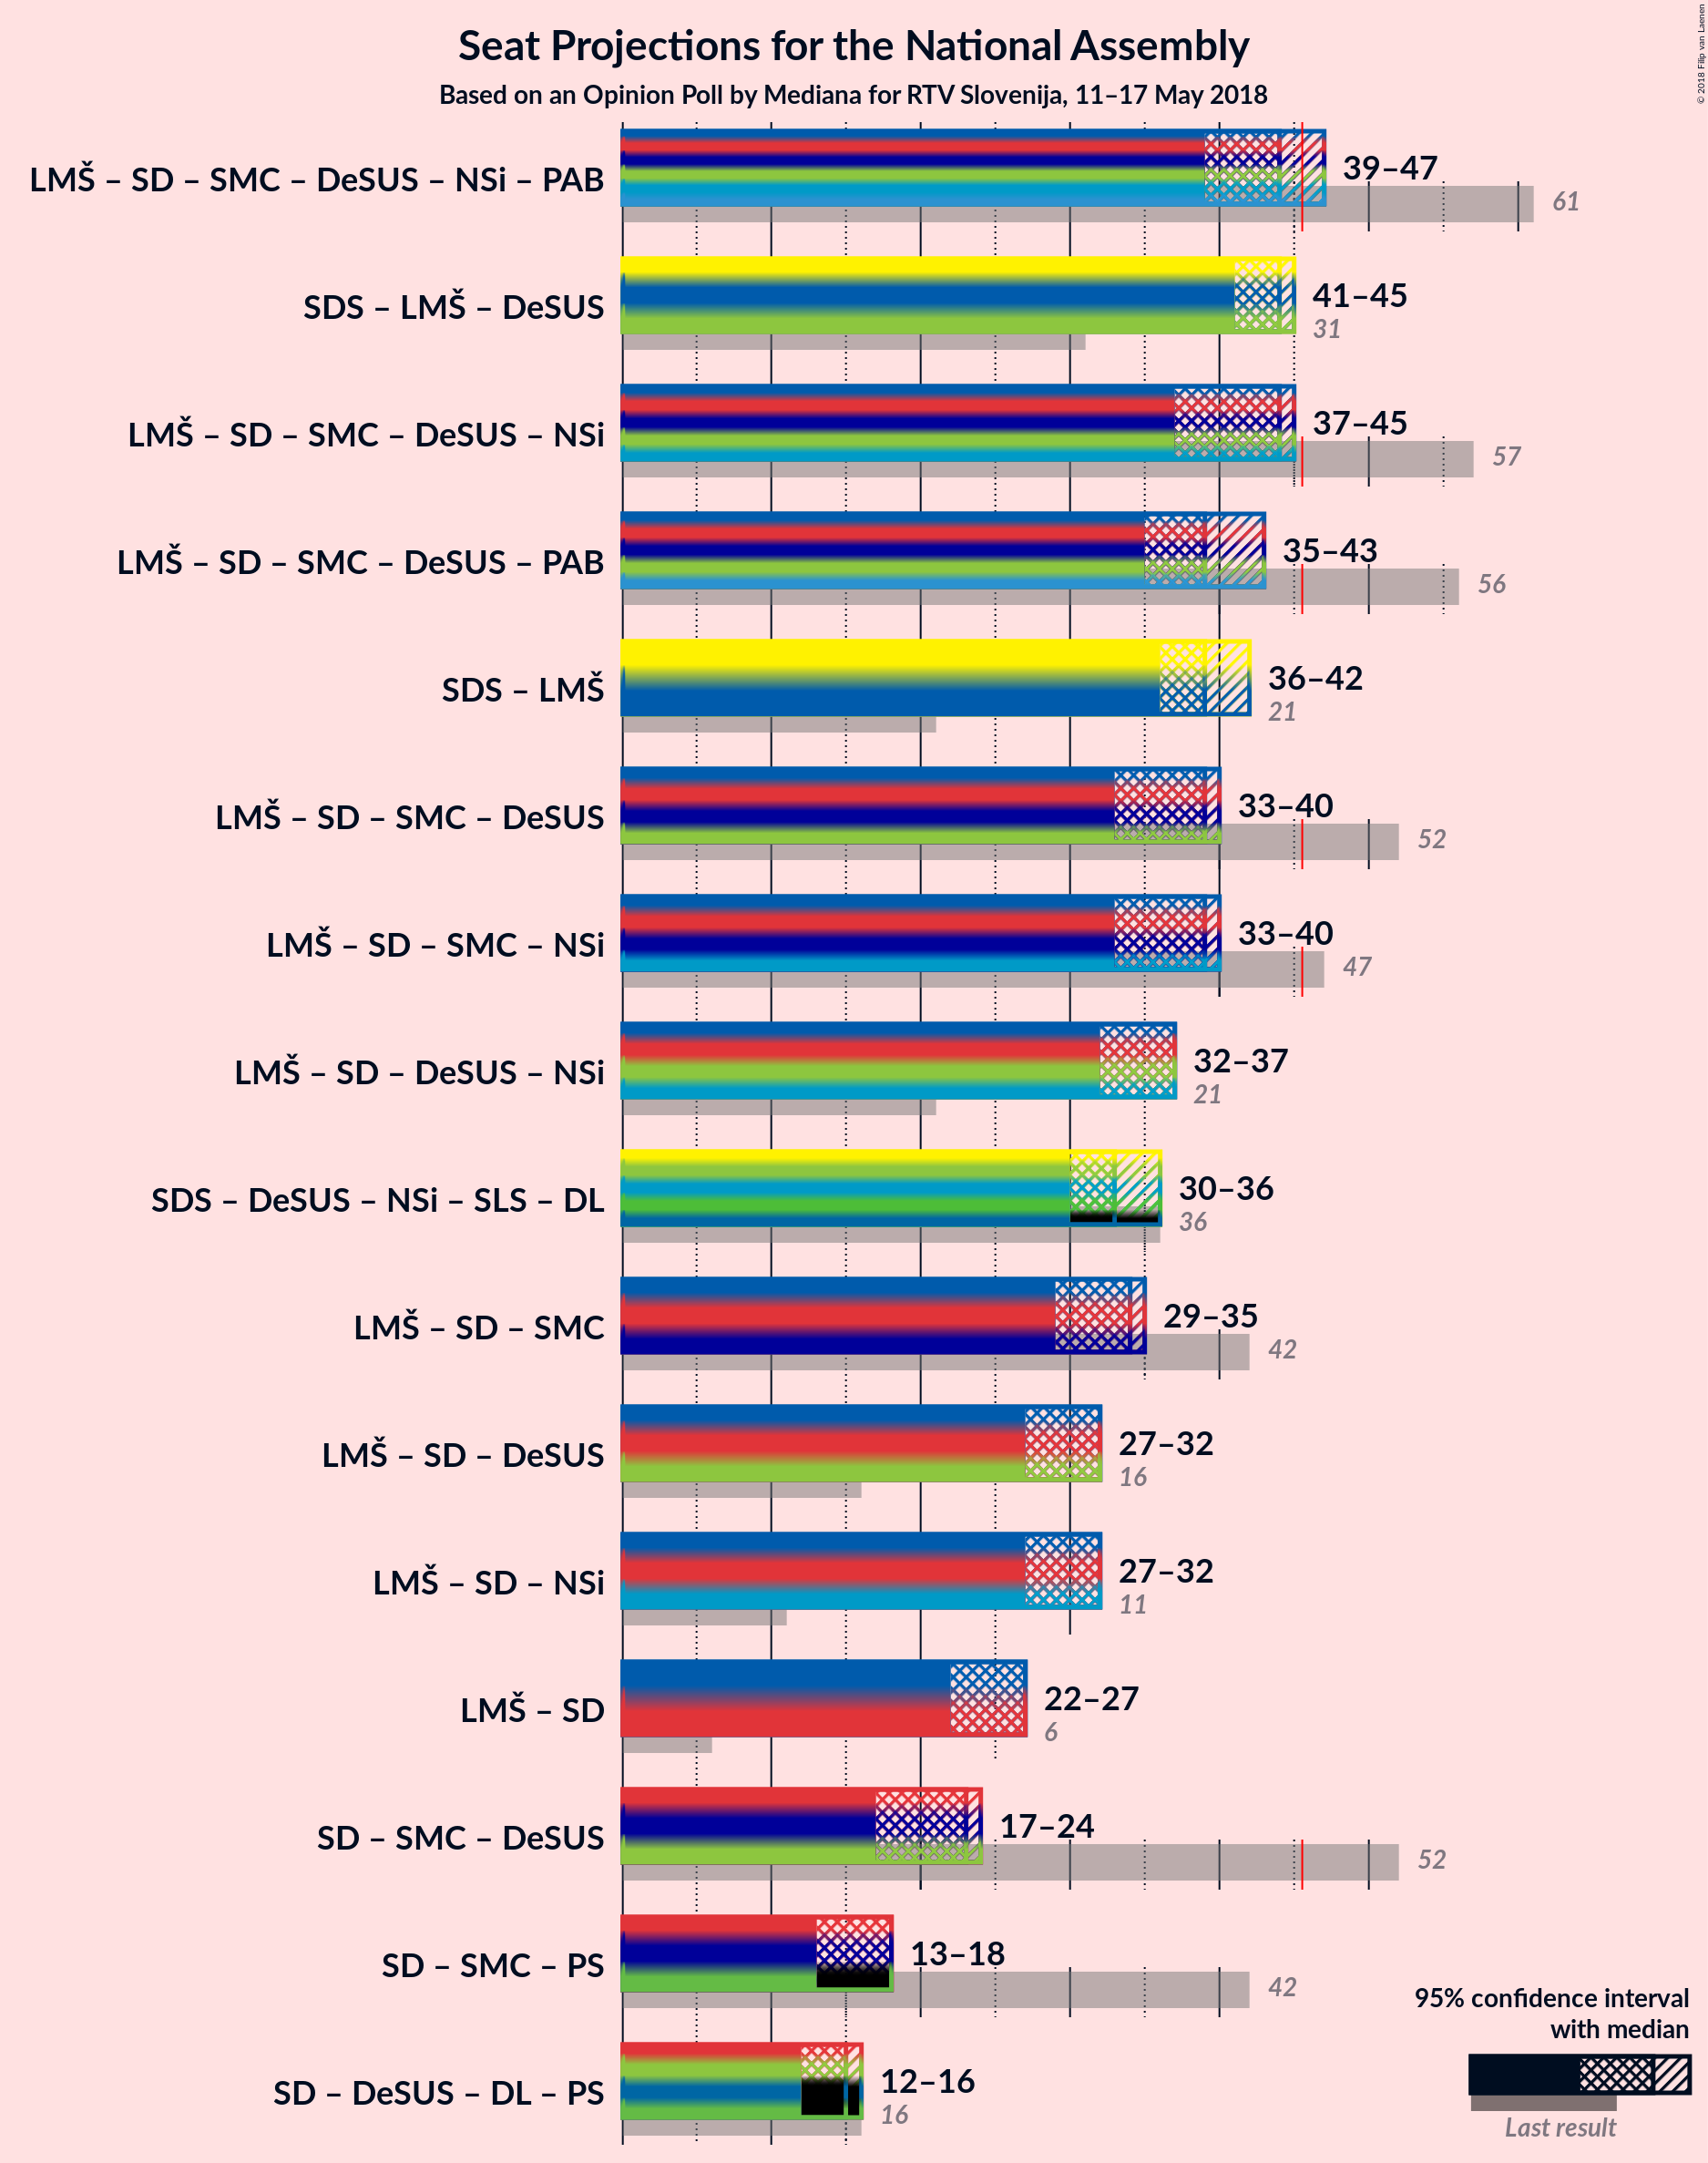 Seat Projections for the National Assembly
Based on an Opinion Poll by Mediana for RTV Slovenija, 11–17 May 2018
© 2018 Filip van Laenen
LMŠ – SD – SMC – DeSUS – NSi – PAB
39–47
61
SDS – LMŠ – DeSUS
41–45
31
LMŠ – SD – SMC – DeSUS – NSi
37–45
57
LMŠ – SD – SMC – DeSUS – PAB
35–43
56
SDS – LMŠ
36–42
21
LMŠ – SD – SMC – DeSUS
33–40
52
LMŠ – SD – SMC – NSi
33–40
47
LMŠ – SD – DeSUS – NSi
32–37
21
SDS – DeSUS – NSi – SLS – DL
30–36
36
LMŠ – SD – SMC
29–35
42
LMŠ – SD – DeSUS
27–32
16
LMŠ – SD – NSi
27–32
11
LMŠ – SD
22–27
6
SD – SMC – DeSUS
17–24
52
SD – SMC – PS
13–18
42
SD – DeSUS – DL – PS
12–16
16
95% confidence interval
with median
Last result